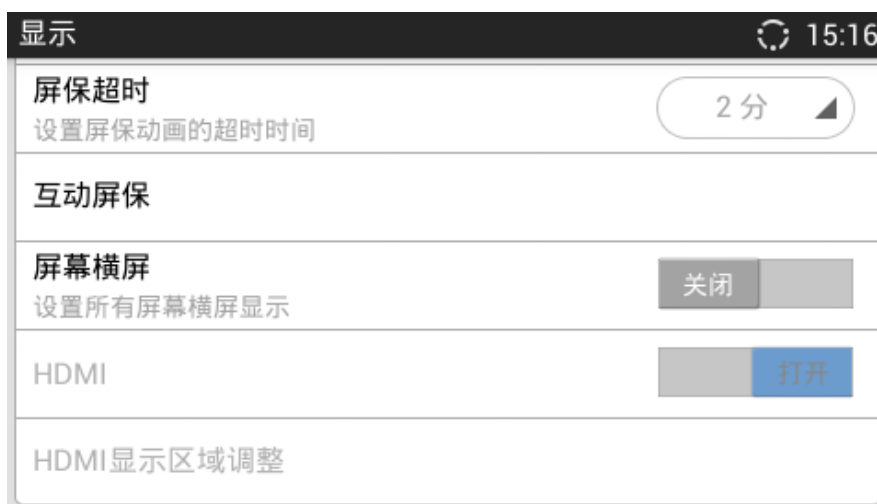 显示 15:16
屏保超时
设置屏保动画的超时时间
2 分
互动屏保
屏幕横屏
设置所有屏幕横屏显示
关闭
HDMI
打开
HDMI显示区域调整